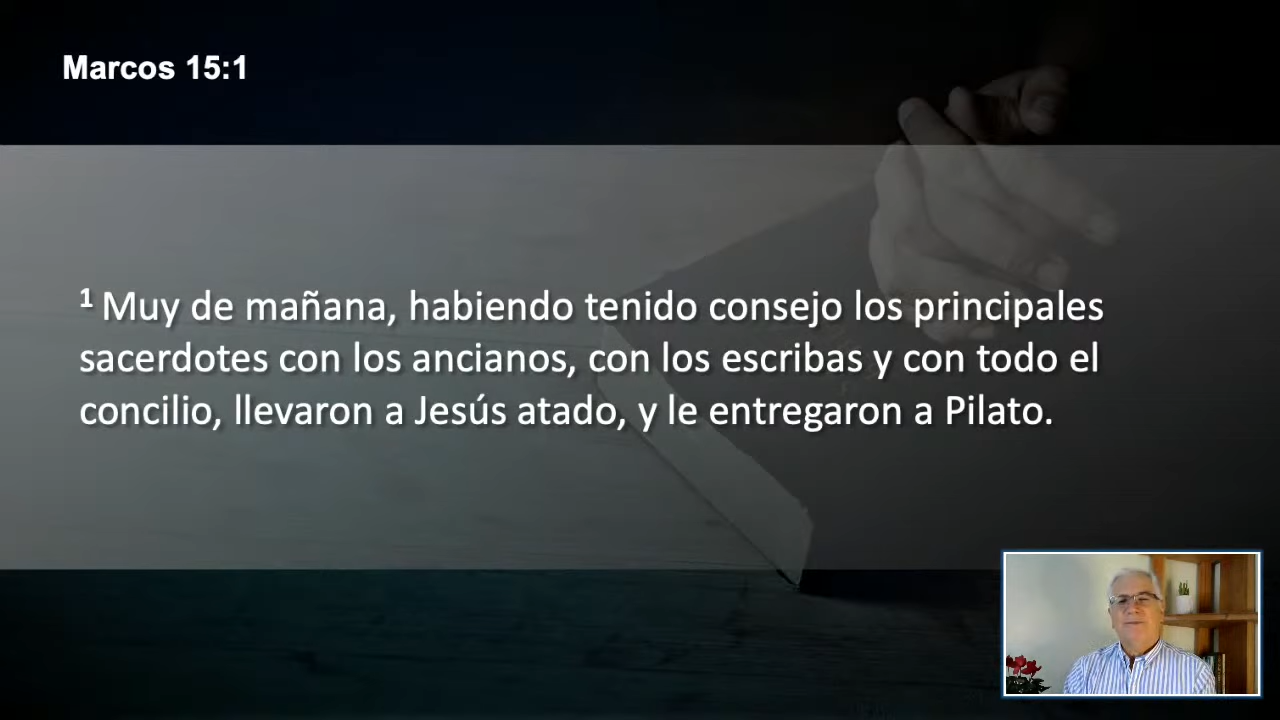 Marcos 15:1
1 Muy de mañana, habiendo tenido consejo los principales
sacerdotes con los ancianos, con los escribas y con todo el
concilio, llevaron a Jesús atado, y le entregaron a Pilato.